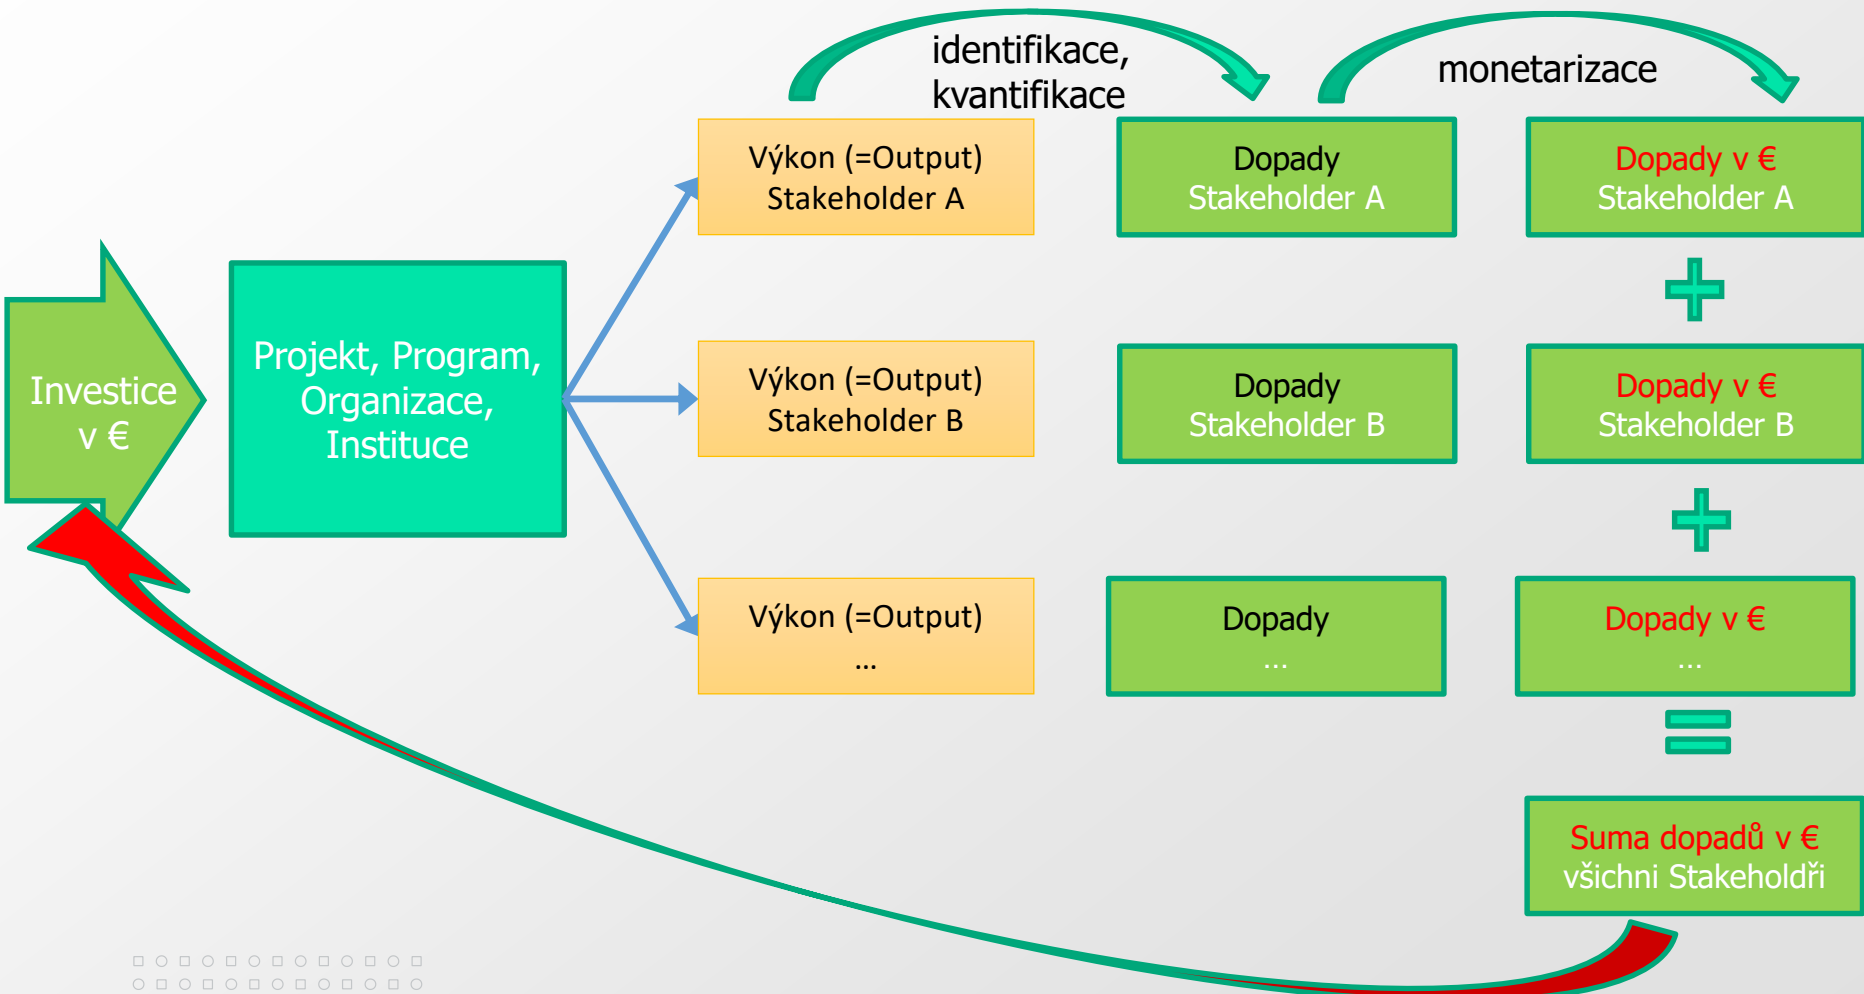 identifikace,
kvantifikace
monetarizace
Investice
v €
Projekt, Program,
Organizace,
Instituce
Výkon (=Output)
Stakeholder A
Dopady
Stakeholder A
Dopady v €
Stakeholder A
Výkon (=Output)
Stakeholder B
Dopady
Stakeholder B
Dopady v €
Stakeholder B
Výkon (=Output)
...
Dopady
...
Dopady v €
...
Suma dopadů v €
všichni Stakeholdři